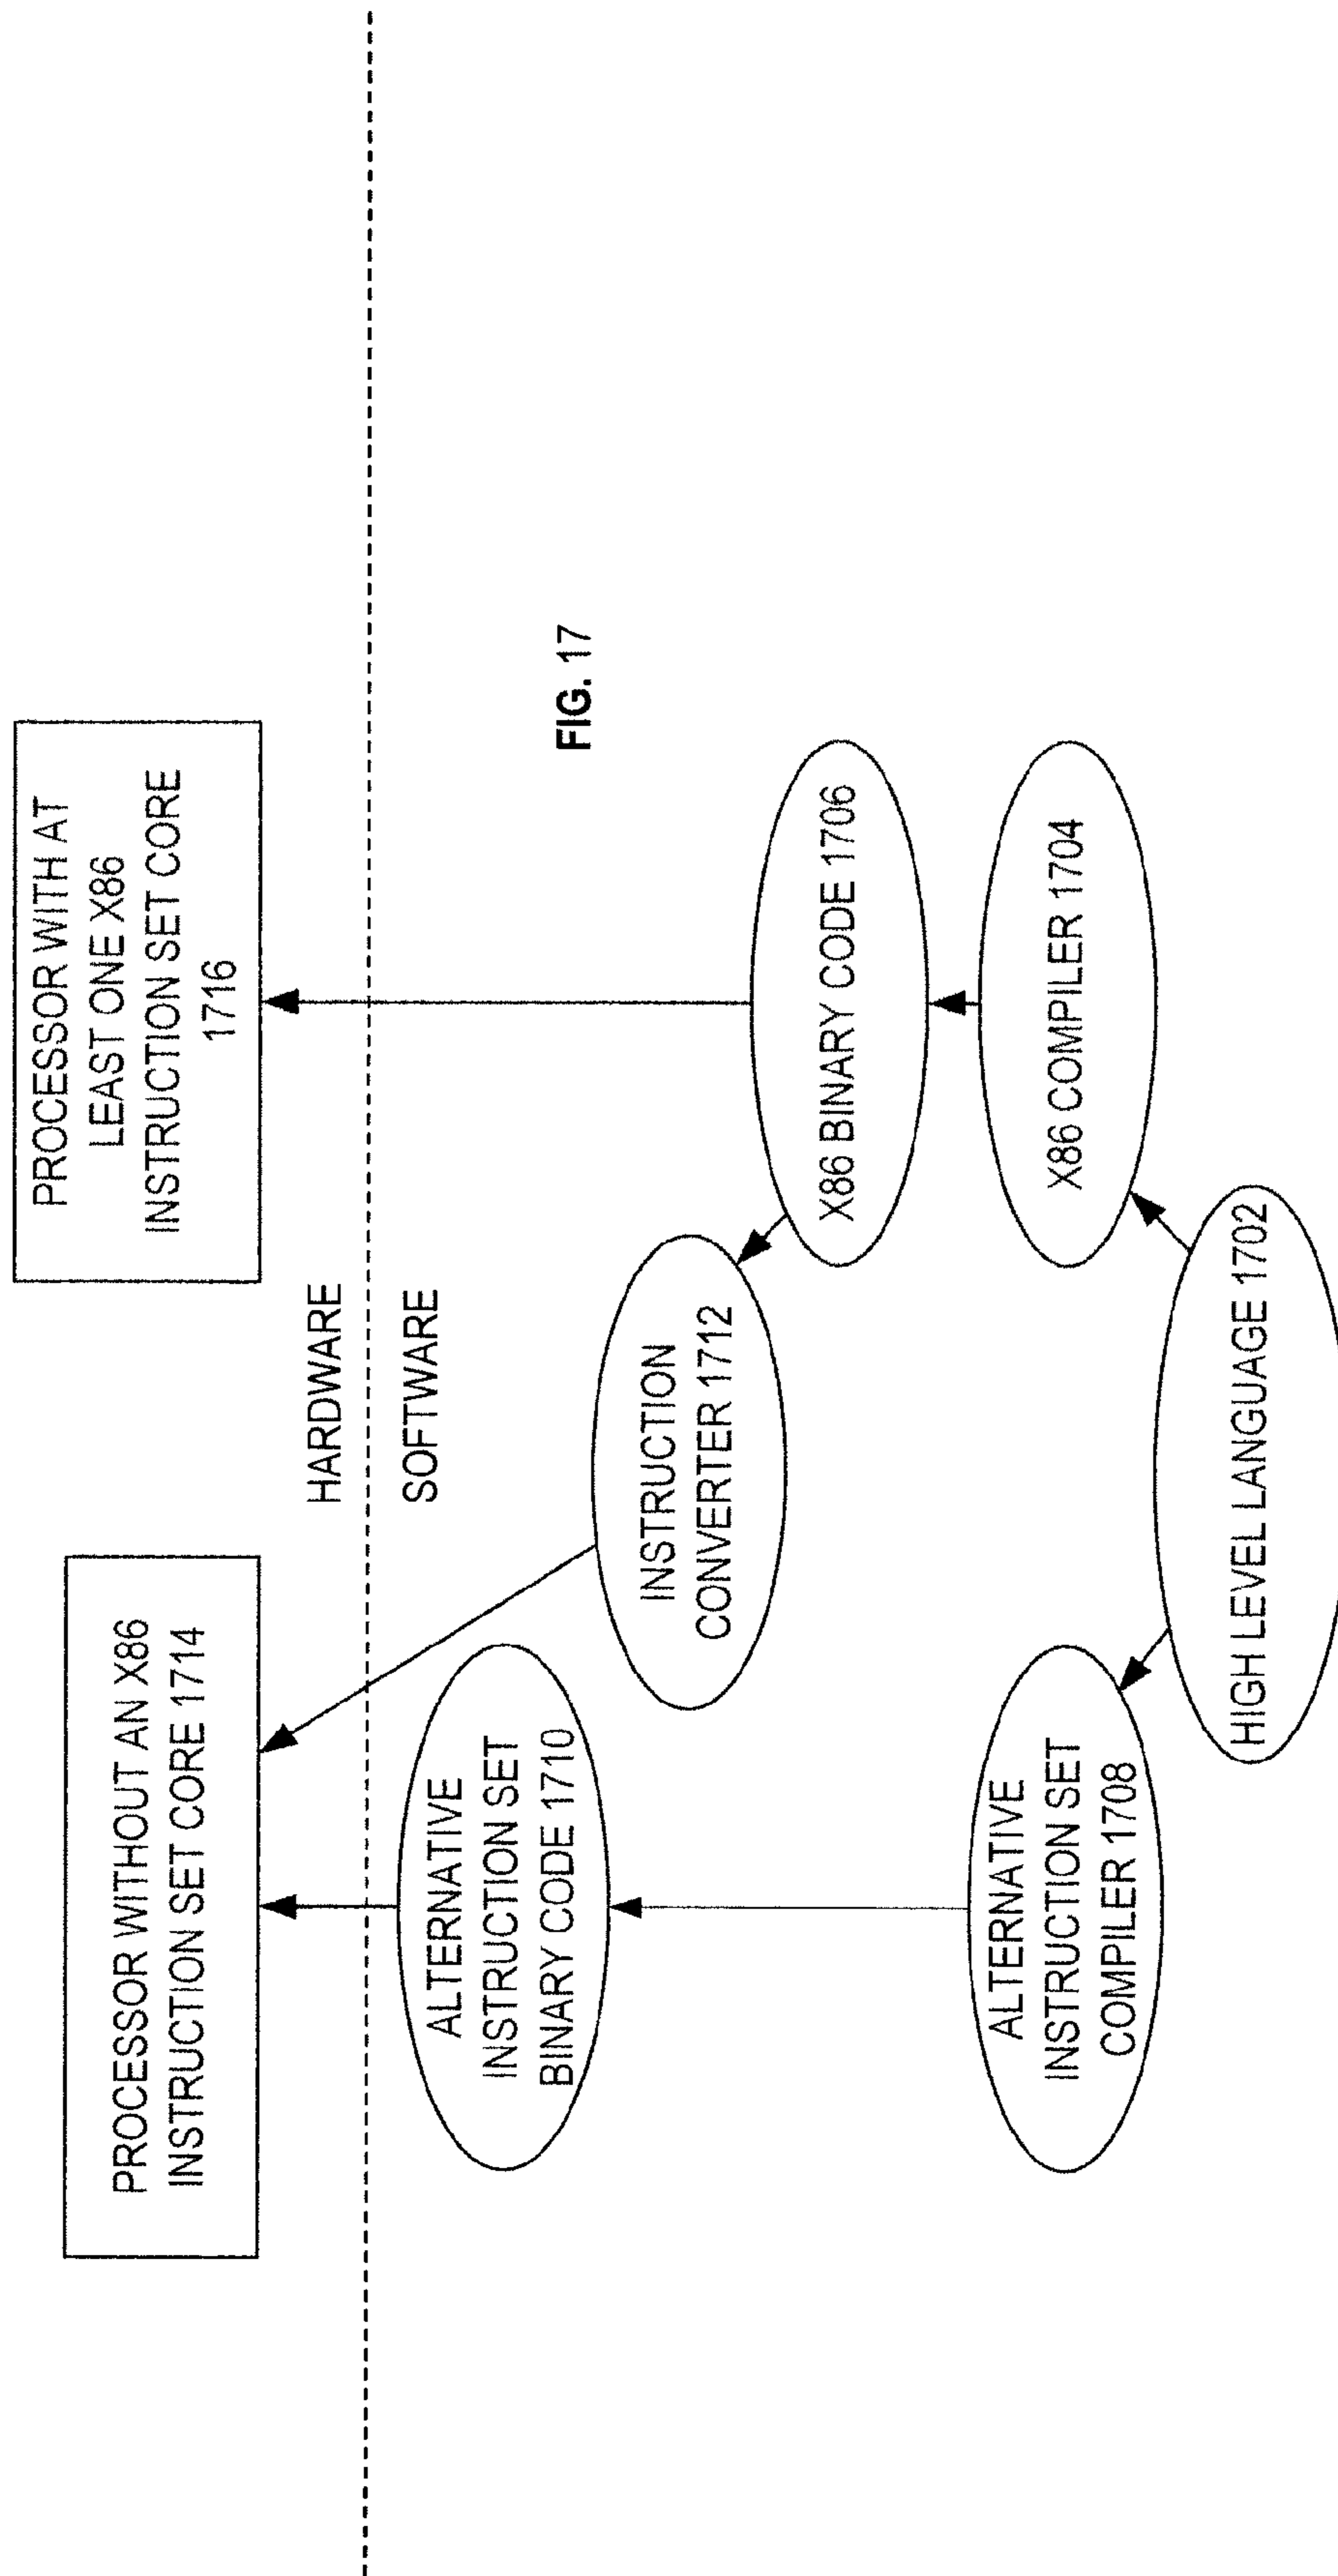 PROCESSOR WITHOUT AN X86
INSTRUCTION SET CORE 1714
PROCESSOR WITH AT
LEAST ONE X86
INSTRUCTION SET CORE
1716
HARDWARE
SOFTWARE
ALTERNATIVE
INSTRUCTION SET
BINARY CODE 1710
INSTRUCTION
CONVERTER 1712
FIG. 17
X86 BINARY CODE 1706
ALTERNATIVE
INSTRUCTION SET
COMPILER 1708
X86 COMPILER 1704
HIGH LEVEL LANGUAGE 1702